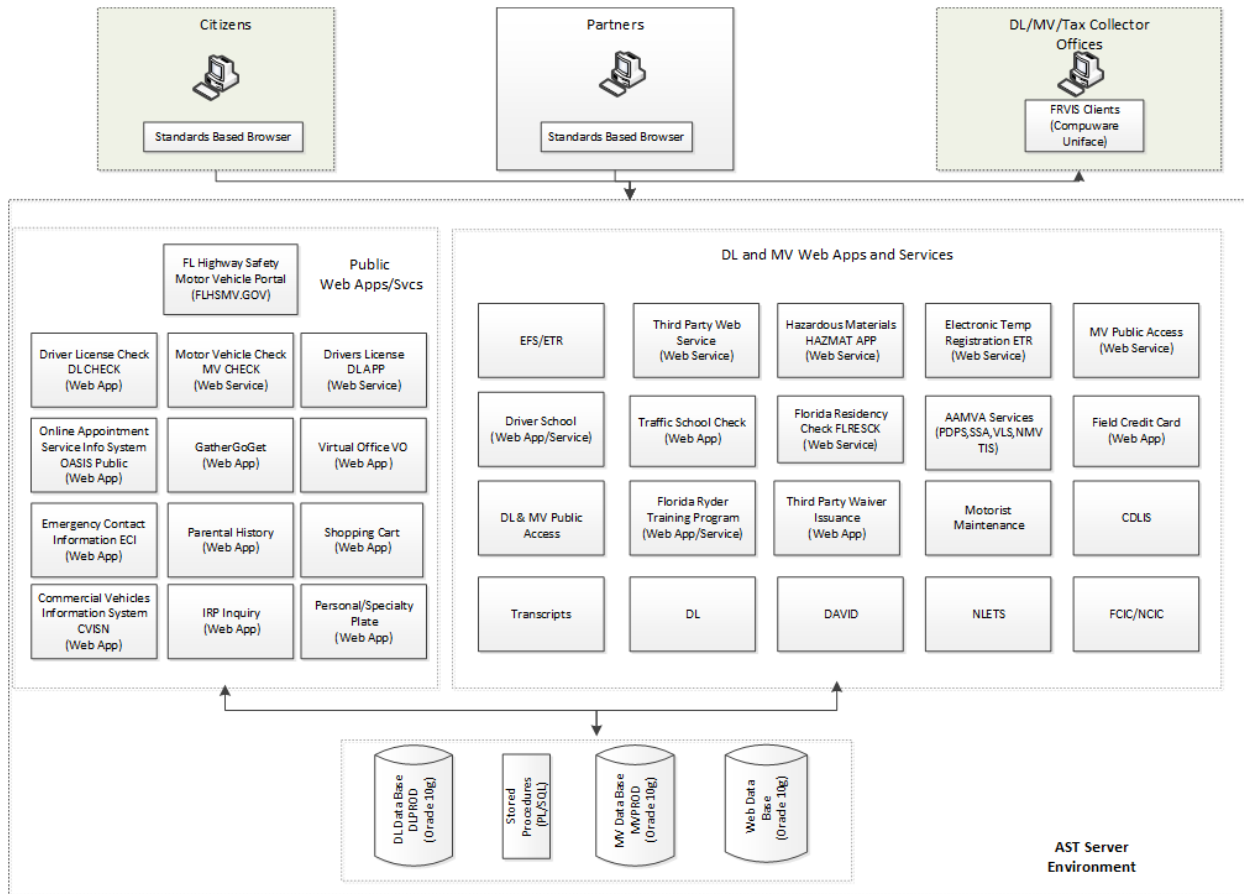 Citizens
Standards Based Browser
Partners
Standards Based Browser
DL/MV/Tax Collector
Offices
FRVIS Clients
(Compuware
Uniface)
FL Highway Safety
Motor Vehicle Portal
(FLHSMV.GOV)
Public
Web Apps/Svcs
Driver License Check
DLCHECK
(Web App)
Motor Vehicle Check
MV CHECK
(Web Service)
Drivers License
DLAPP
(Web Service)
Online Appointment
Service Info System
OASIS Public
(Web App)
GatherGoGet
(Web App)
Virtual Office VO
(Web App)
Emergency Contact
Information ECI
(Web App)
Parental History
(Web App)
Shopping Cart
(Web App)
Commercial Vehicles
Information System
CVISN
(Web App)
IRP Inquiry
(Web App)
Personal/Specialty
Plate
(Web App)
DL and MV Web Apps and Services
EFS/ETR
Third Party Web
Service
(Web Service)
Hazardous Materials
HAZMAT APP
(Web Service)
Electronic Temp
Registration ETR
(Web Service)
MV Public Access
(Web Service)
Driver School
(Web App/Service)
Traffic School Check
(Web App)
Florida Residency
Check FLRESCK
(Web Service)
AAMVA Services
(PDPS,SSA,VLS,NMV
TIS)
Field Credit Card
(Web App)
DL & MV Public
Access
Florida Ryder
Training Program
(Web App/Service)
Third Party Waiver
Issuance
(Web App)
Motorist
Maintenance
CDLIS
Transcripts
DL
DAVID
NLETS
FCIC/NCIC
DL Data Base
DLPROD
(Oracle 10g)
Stored
Procedures
(PL/SQL)
MV Data Base
MVPROD
(Oracle 10g)
Web Data
Base
(Oracle 10g)
AST Server
Environment